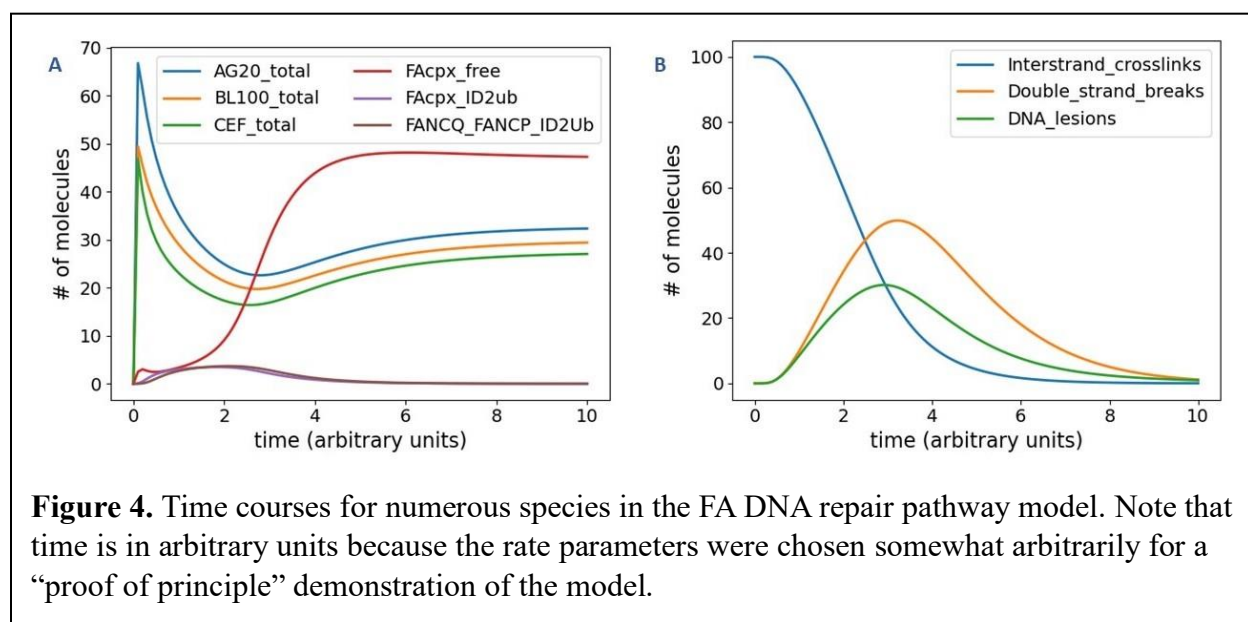 A
AG20_total
BL100_total
CEF_total
FAcpx_free
FAcpx_ID2ub
FANCQ_FANCP_ID2Ub
# of molecules
70
60
50
40
30
20
10
0
0 2 4 6 8 10
time (arbitrary units)
B
Interstrand_crosslinks
Double_strand_breaks
DNA_lesions
# of molecules
100
80
60
40
20
0
0 2 4 6 8 10
time (arbitrary units)
Figure 4. Time courses for numerous species in the FA DNA repair pathway model. Note that
time is in arbitrary units because the rate parameters were chosen somewhat arbitrarily for a
“proof of principle” demonstration of the model.